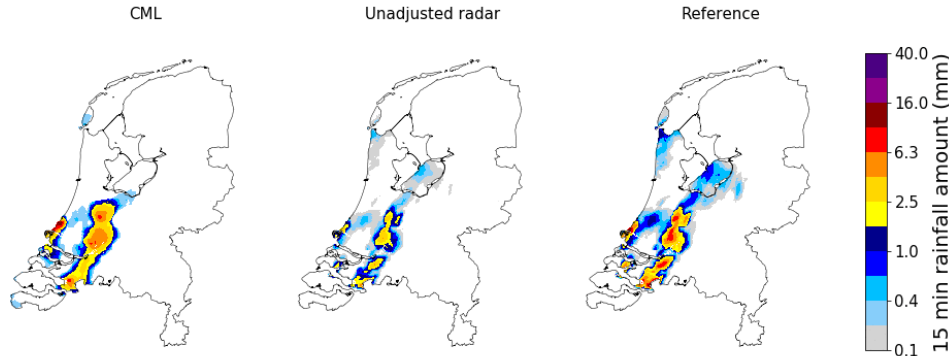 CML
Unadjusted radar
Reference
40.0
16.0
6.3
2.5
1.0
0.4
0.1
15 min rainfall amount (mm)